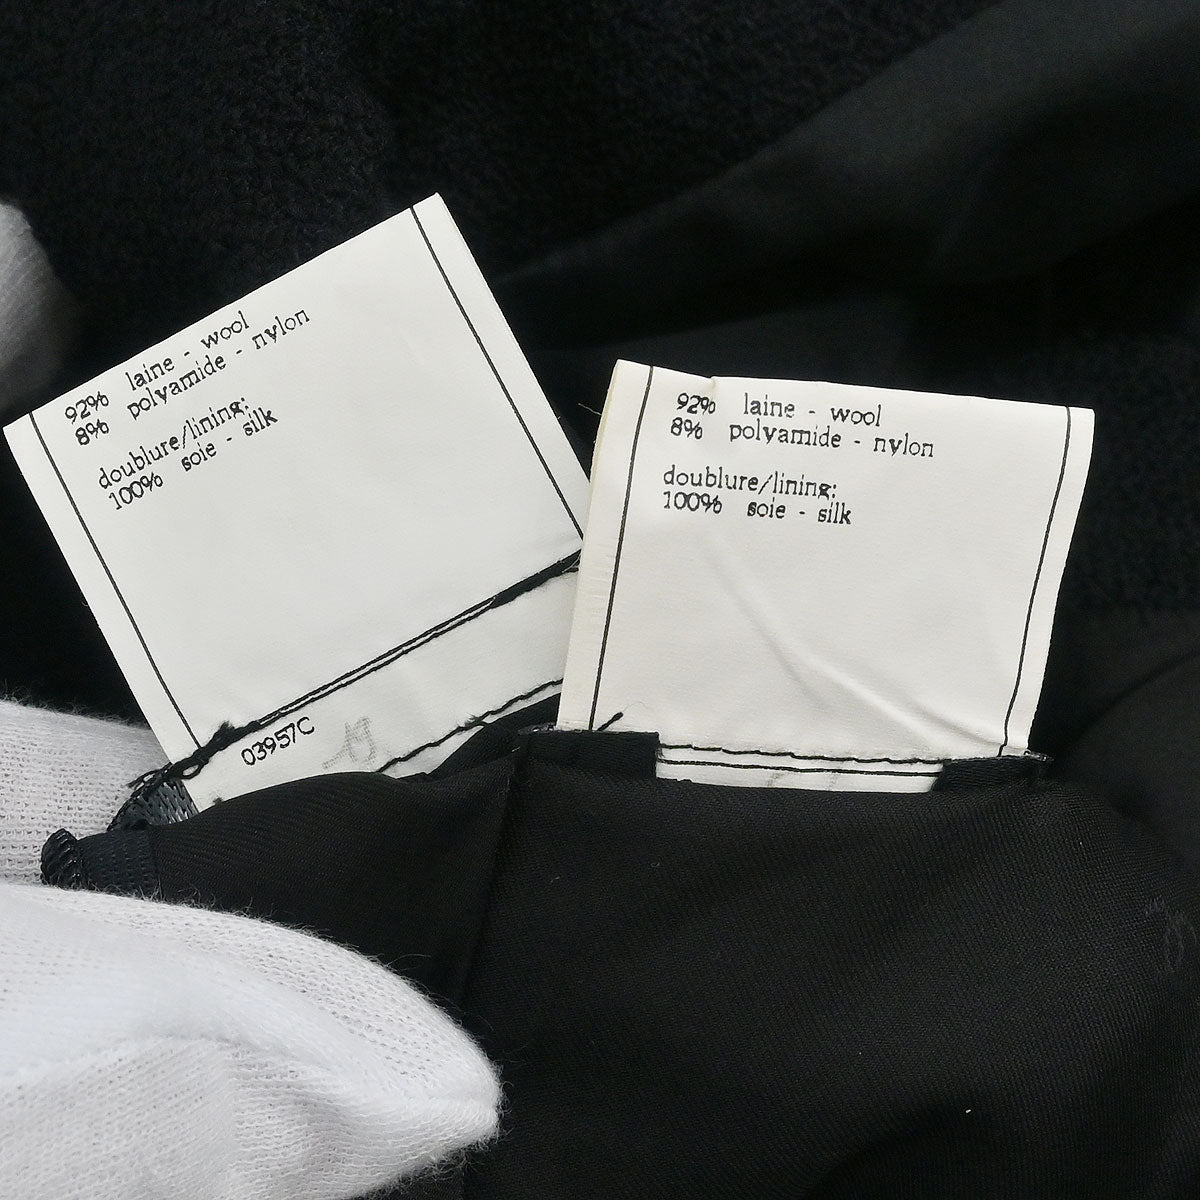 92% laine - wool
8% polyamide - nylon
doublure/lining:
100% soie - silk
03957C
92% laine - wool
8% polyamide - nylon
doublure/lining:
100% soie - silk